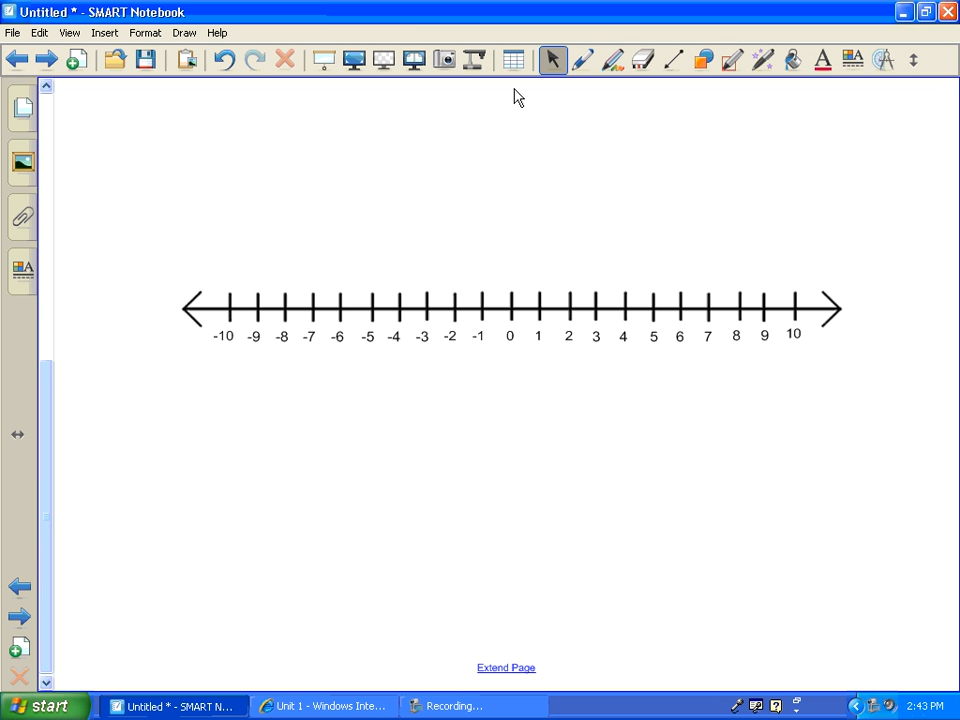 Untitled * - SMART Notebook
File Edit View Insert Format Draw Help
-10 -9 -8 -7 -6 -5 -4 -3 -2 -1 0 1 2 3 4 5 6 7 8 9 10
Extend Page
start Untitled * - SMART N... Unit 1 - Windows Inte... Recording... 2:43 PM